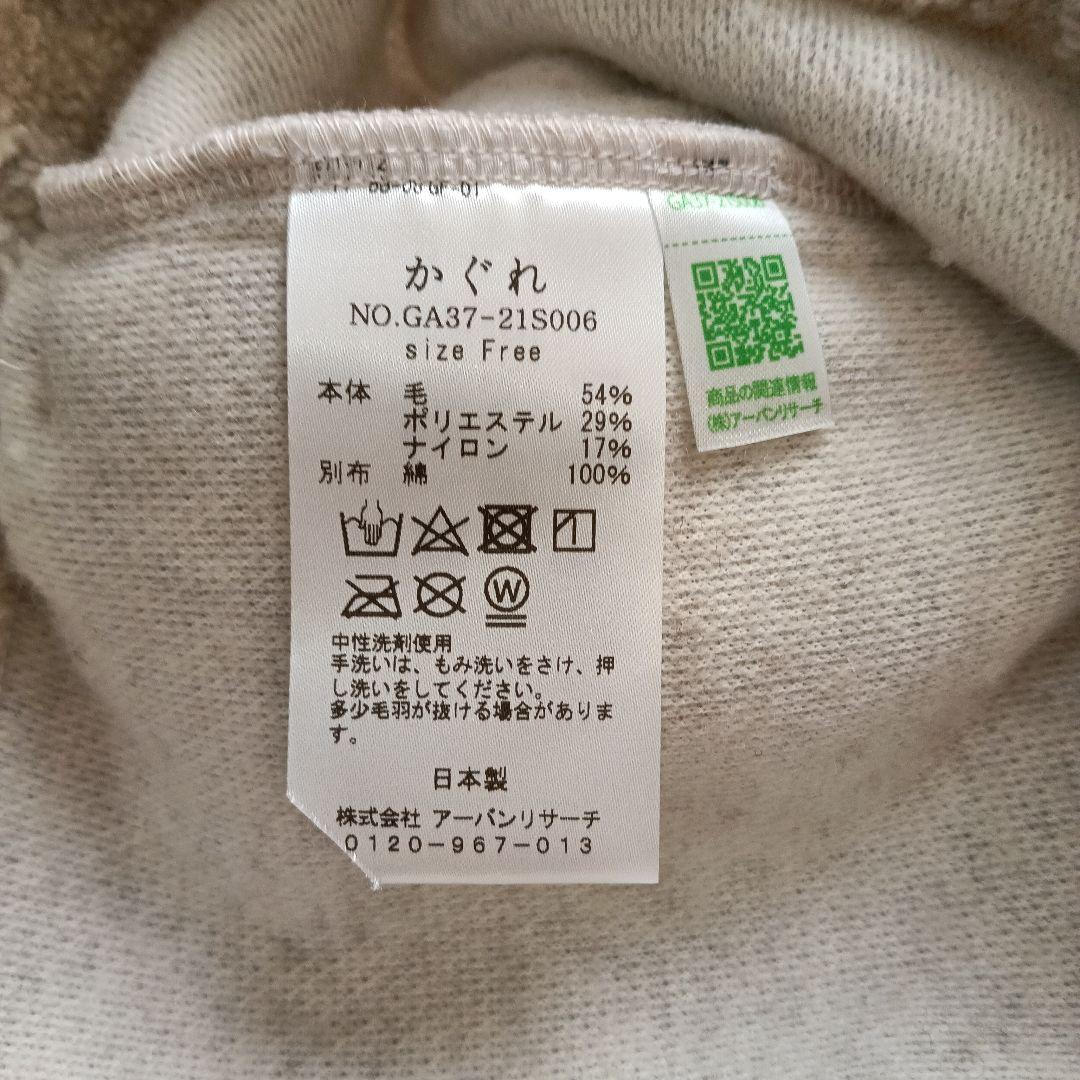 かぐれ
NO.GA37-21S006
size Free
本体 毛 54%
ポリエステル 29%
ナイロン 17%
別布 綿 100%
W
中性洗剤使用
手洗いは、もみ洗いをさけ、押
し洗いをしてください。
多少毛羽が抜ける場合がありま
す。
日本製
株式会社 アーバンリサーチ
0120-967-013
GA37-21S006
商品の関連情報
(株)アーバンリサーチ